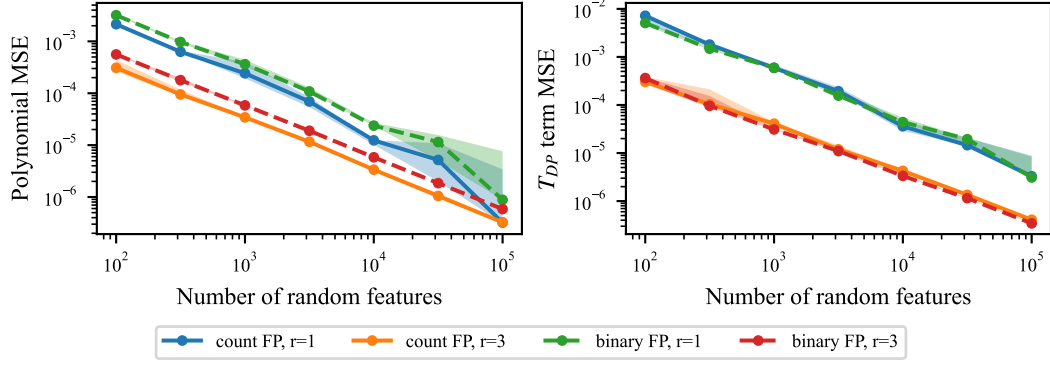 Polynomial MSE
10⁻³
10⁻⁴
10⁻⁵
10⁻⁶
10² 10³ 10⁴ 10⁵
Number of random features
T_DP term MSE
10⁻²
10⁻³
10⁻⁴
10⁻⁵
10⁻⁶
10² 10³ 10⁴ 10⁵
Number of random features
count FP, r=1 count FP, r=3 binary FP, r=1 binary FP, r=3